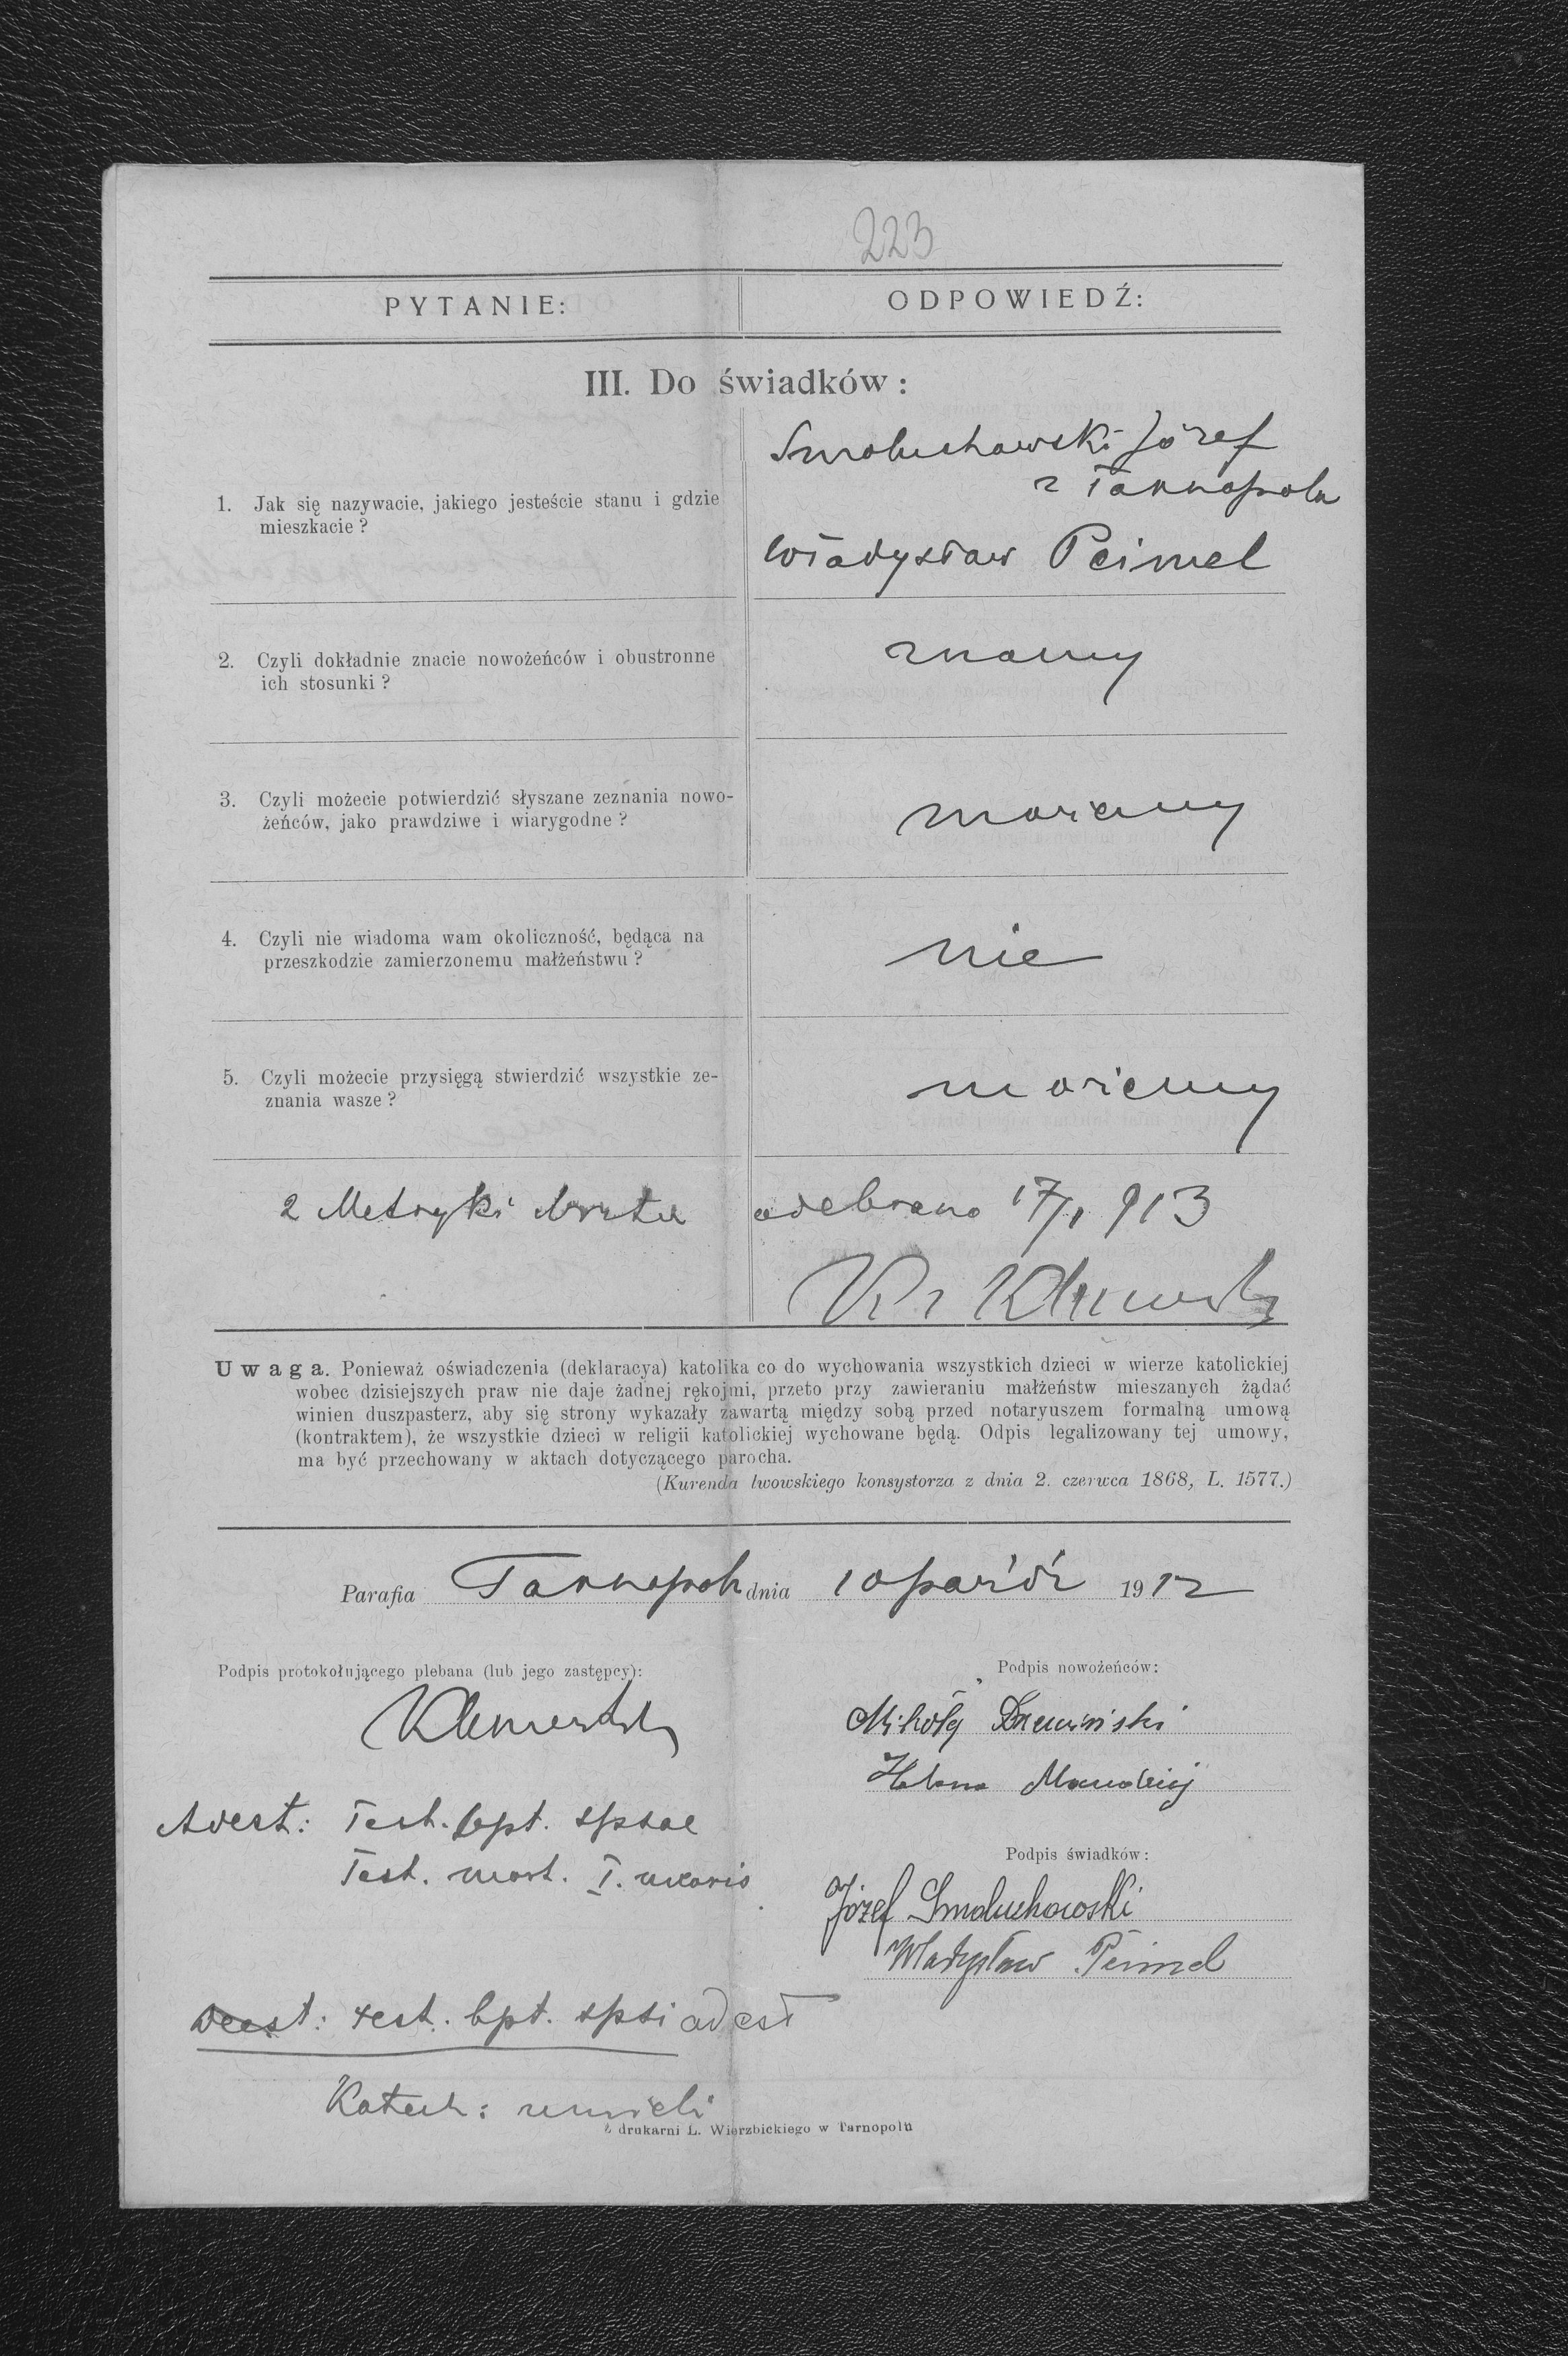 223
PYTANIE:
ODPOWIEDŹ:
III. Do świadków:
1. Jak się nazywacie, jakiego jesteście stanu i gdzie
mieszkacie?
Smoluchowski Józef
z Tarnopola
Władysław Peimel
2. Czyli dokładnie znacie nowożeńców i obustronne
ich stosunki?
znamy
3. Czyli możecie potwierdzić słyszane zeznania nowo-
żeńców, jako prawdziwe i wiarygodne?
możemy
4. Czyli nie wiadoma wam okoliczność, będąca na
przeszkodzie zamierzonemu małżeństwu?
nie
5. Czyli możecie przysięgą stwierdzić wszystkie ze-
znania wasze?
możemy
2 Metryki chrztu odebrano 17/1 913
Uwaga. Ponieważ oświadczenia (deklaracya) katolika co do wychowania wszystkich dzieci w wierze katolickiej
wobec dzisiejszych praw nie daje żadnej rękojmi, przeto przy zawieraniu małżeństw mieszanych żądać
winien duszpasterz, aby się strony wykazały zawartą między sobą przed notaryuszem formalną umową
(kontraktem), że wszystkie dzieci w religii katolickiej wychowane będą. Odpis legalizowany tej umowy,
ma być przechowany w aktach dotyczącego parocha.
(Kurenda lwowskiego konsystorza z dnia 2. czerwca 1868, L. 1577.)
Parafia Tarnopol dnia 10 paźdź 1912
Podpis protokołującego plebana (lub jego zastępcy):
Podpis nowożeńców:
Mikołaj
Helena
Adest: Test. bpt. spsae
Test. mort. I. uxoris
Podpis świadków:
Józef Smoluchowski
Władysław Peimel
Deest: test. bpt. spsi adest
Katech: umieli
Z drukarni L. Wierzbickiego w Tarnopolu